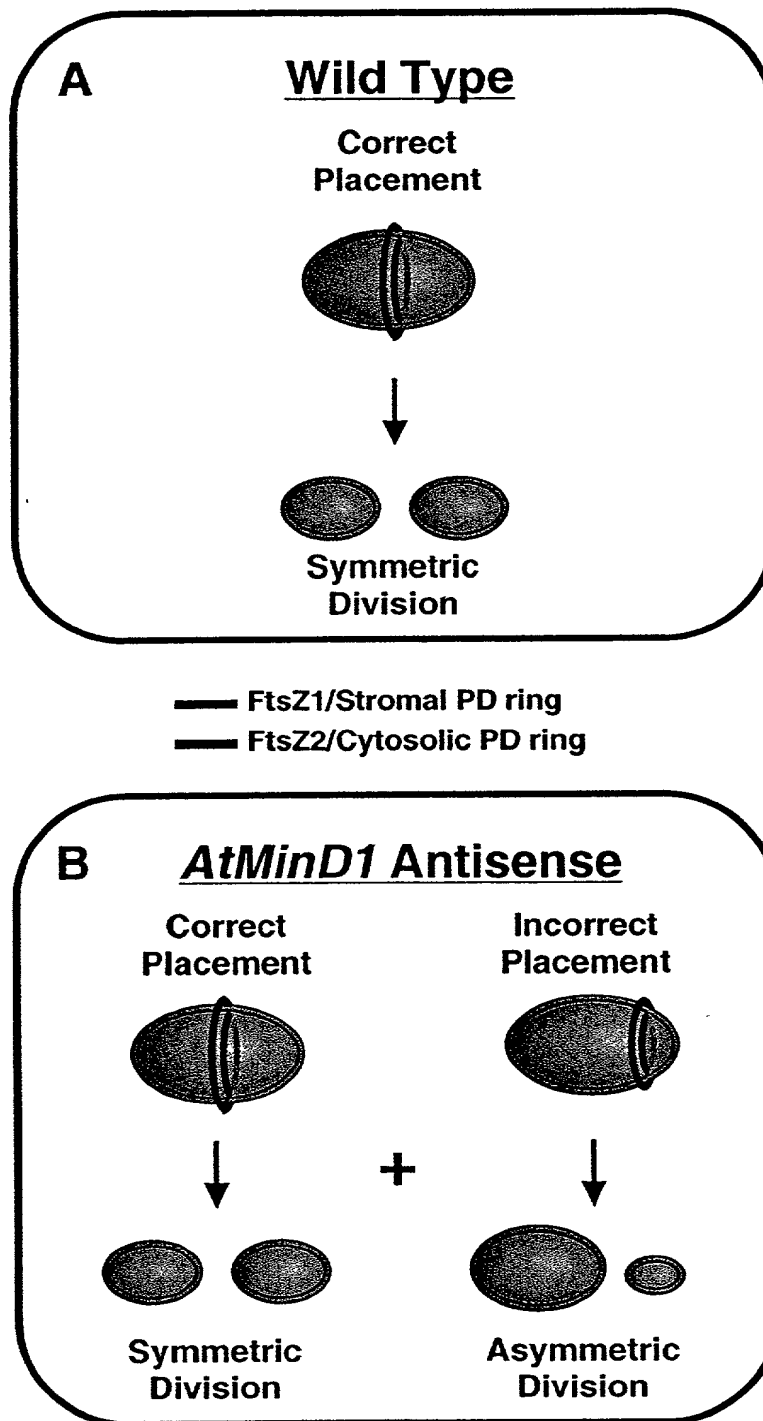 A
Wild Type
Correct
Placement
Symmetric
Division
FtsZ1/Stromal PD ring
FtsZ2/Cytosolic PD ring
B
AtMinD1 Antisense
Correct
Placement
Incorrect
Placement
+
Symmetric
Division
Asymmetric
Division